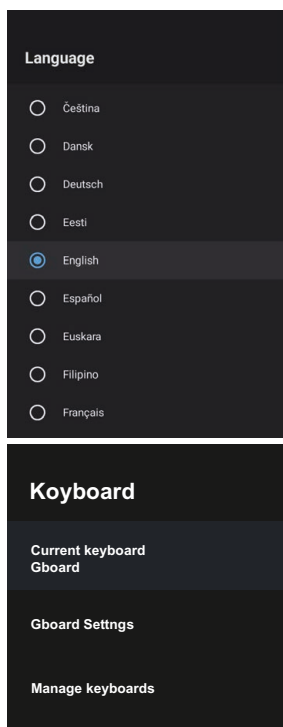 Language
Čeština
Dansk
Deutsch
Eesti
English
Español
Euskara
Filipino
Français
Koyboard
Current keyboard
Gboard
Gboard Settngs
Manage keyboards